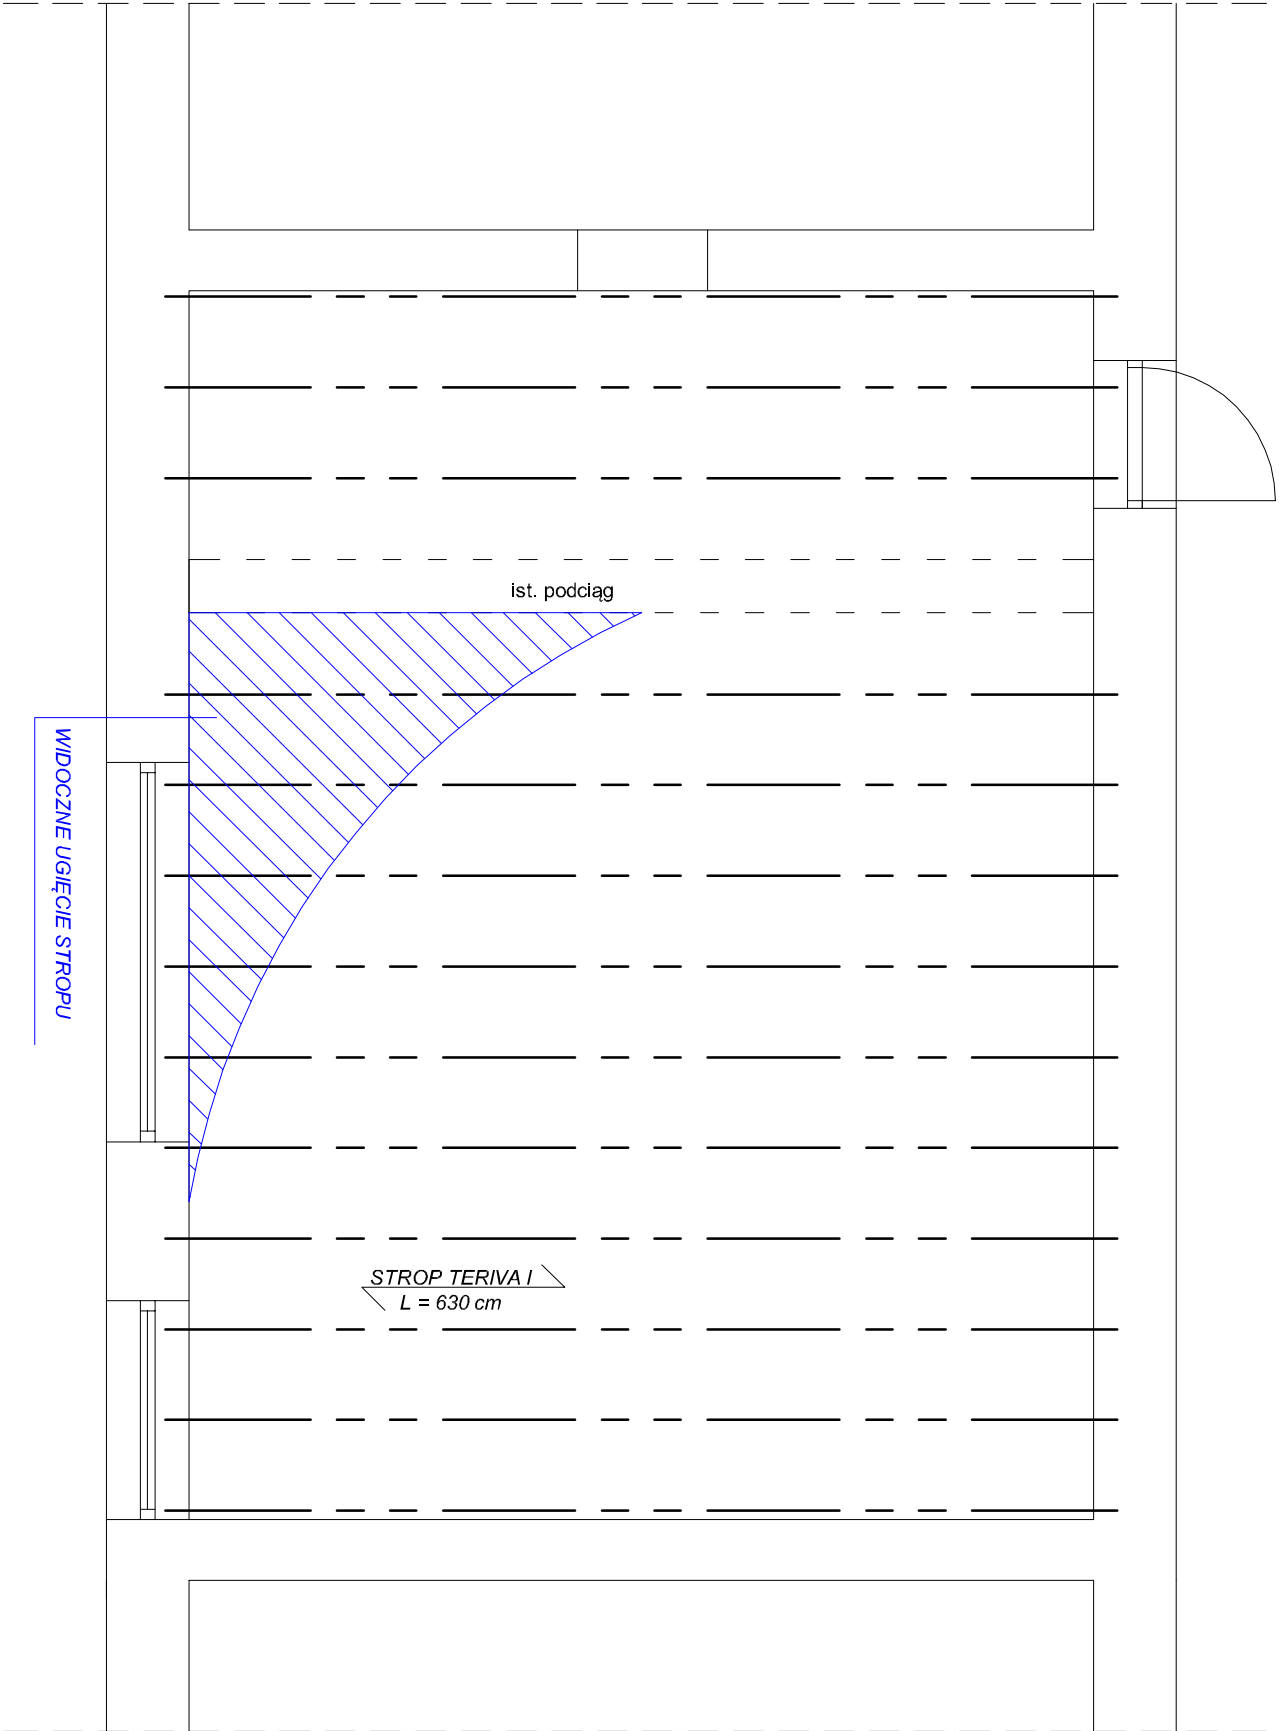 ist. podciąg
WIDOCZNE UGIĘCIE STROPU
STROP TERIVA I
L = 630 cm